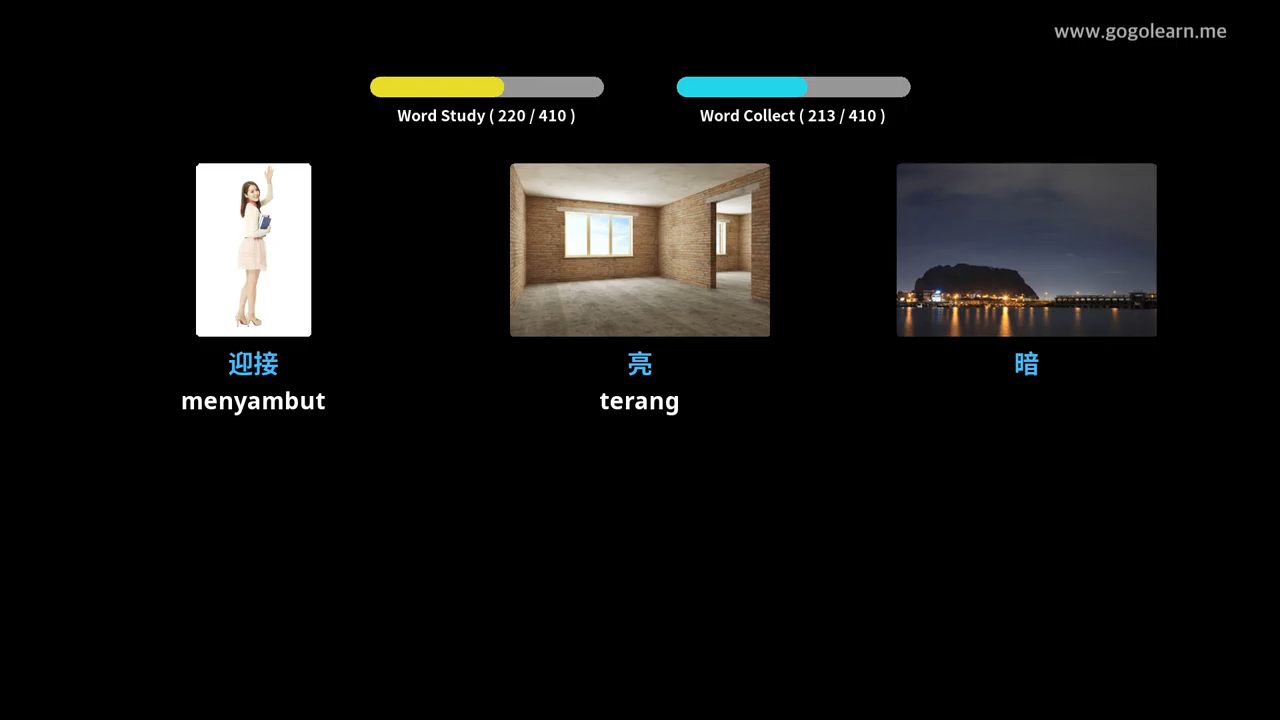 www.gogolearn.me
Word Study ( 220 / 410 )
Word Collect ( 213 / 410 )
迎接
menyambut
亮
terang
暗